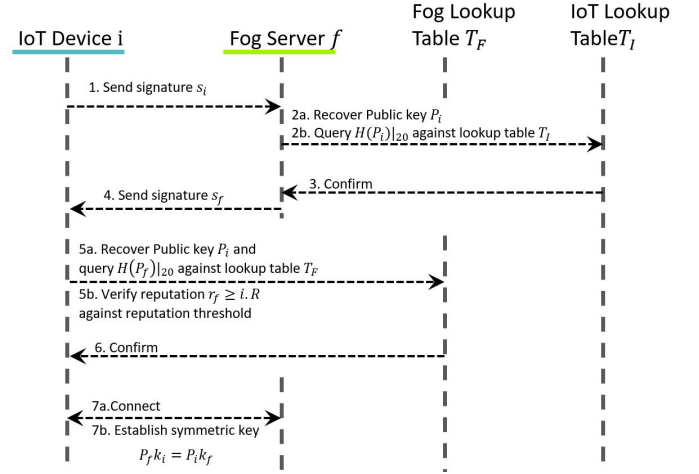 IoT Device i
Fog Server f
Fog Lookup
Table T_F
IoT Lookup
TableT_I
1. Send signature s_i
2a. Recover Public key P_i
2b. Query H(P_i)|_20 against lookup table T_I
3. Confirm
4. Send signature s_f
5a. Recover Public key P_i and
query H(P_f)|_20 against lookup table T_F
5b. Verify reputation r_f ≥ i.R
against reputation threshold
6. Confirm
7a.Connect
7b. Establish symmetric key
P_f k_i = P_i k_f